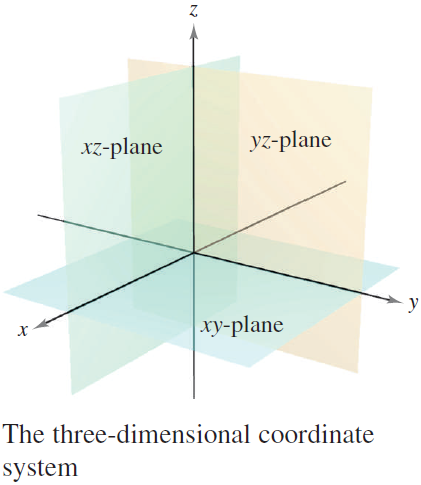 z
xz-plane
yz-plane
y
x
xy-plane
The three-dimensional coordinate
system